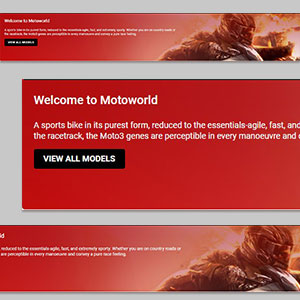 Welcome to Motoworld
A sports bike in its purest form, reduced to the essentials-agile, fast, and extremely sporty. Whether you are on country roads or
the racetrack, the Moto3 genes are perceptible in every manoeuvre and convey a pure race feeling.
VIEW ALL MODELS
Welcome to Motoworld
A sports bike in its purest form, reduced to the essentials-agile, fast, and
the racetrack, the Moto3 genes are perceptible in every manoeuvre and
VIEW ALL MODELS
reduced to the essentials-agile, fast, and extremely sporty. Whether you are on country roads or
are perceptible in every manoeuvre and convey a pure race feeling.